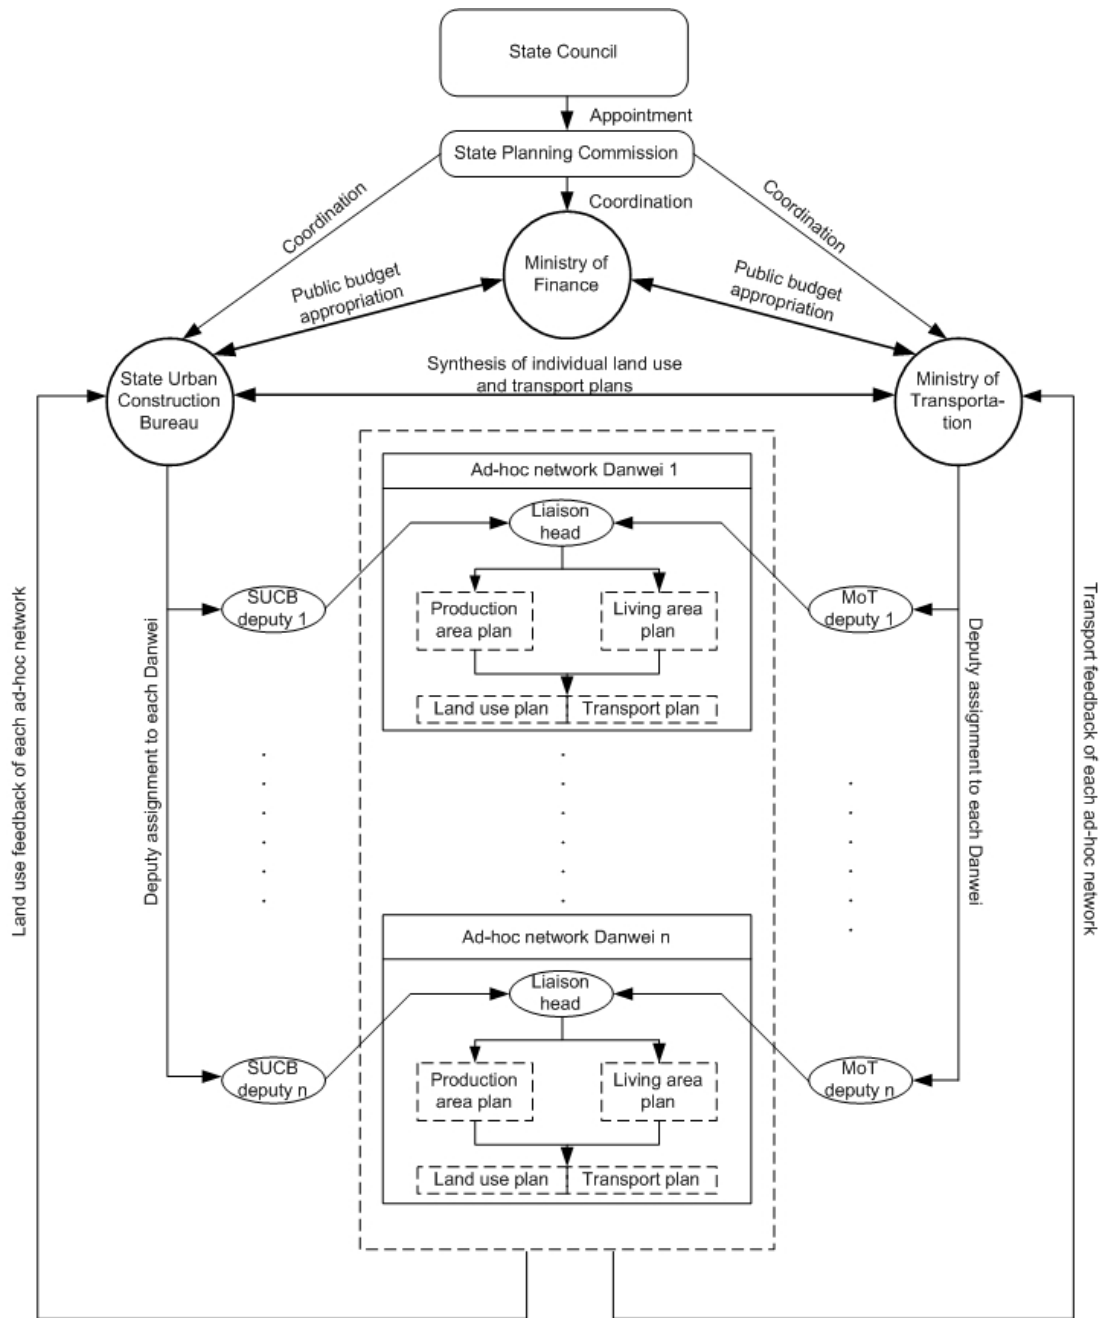 State Council
Appointment
State Planning Commission
Coordination
Coordination
Coordination
Ministry of
Finance
Public budget
appropriation
Public budget
appropriation
State Urban
Construction
Bureau
Synthesis of individual land use
and transport plans
Ministry of
Transporta-
tion
Ad-hoc network Danwei 1
Liaison
head
SUCB
deputy 1
Production
area plan
Living area
plan
MoT
deputy 1
Land use plan
Transport plan
Land use feedback of each ad-hoc network
Deputy assignment to each Danwei
Deputy assignment to each Danwei
Transport feedback of each ad-hoc network
Ad-hoc network Danwei n
Liaison
head
SUCB
deputy n
Production
area plan
Living area
plan
MoT
deputy n
Land use plan
Transport plan